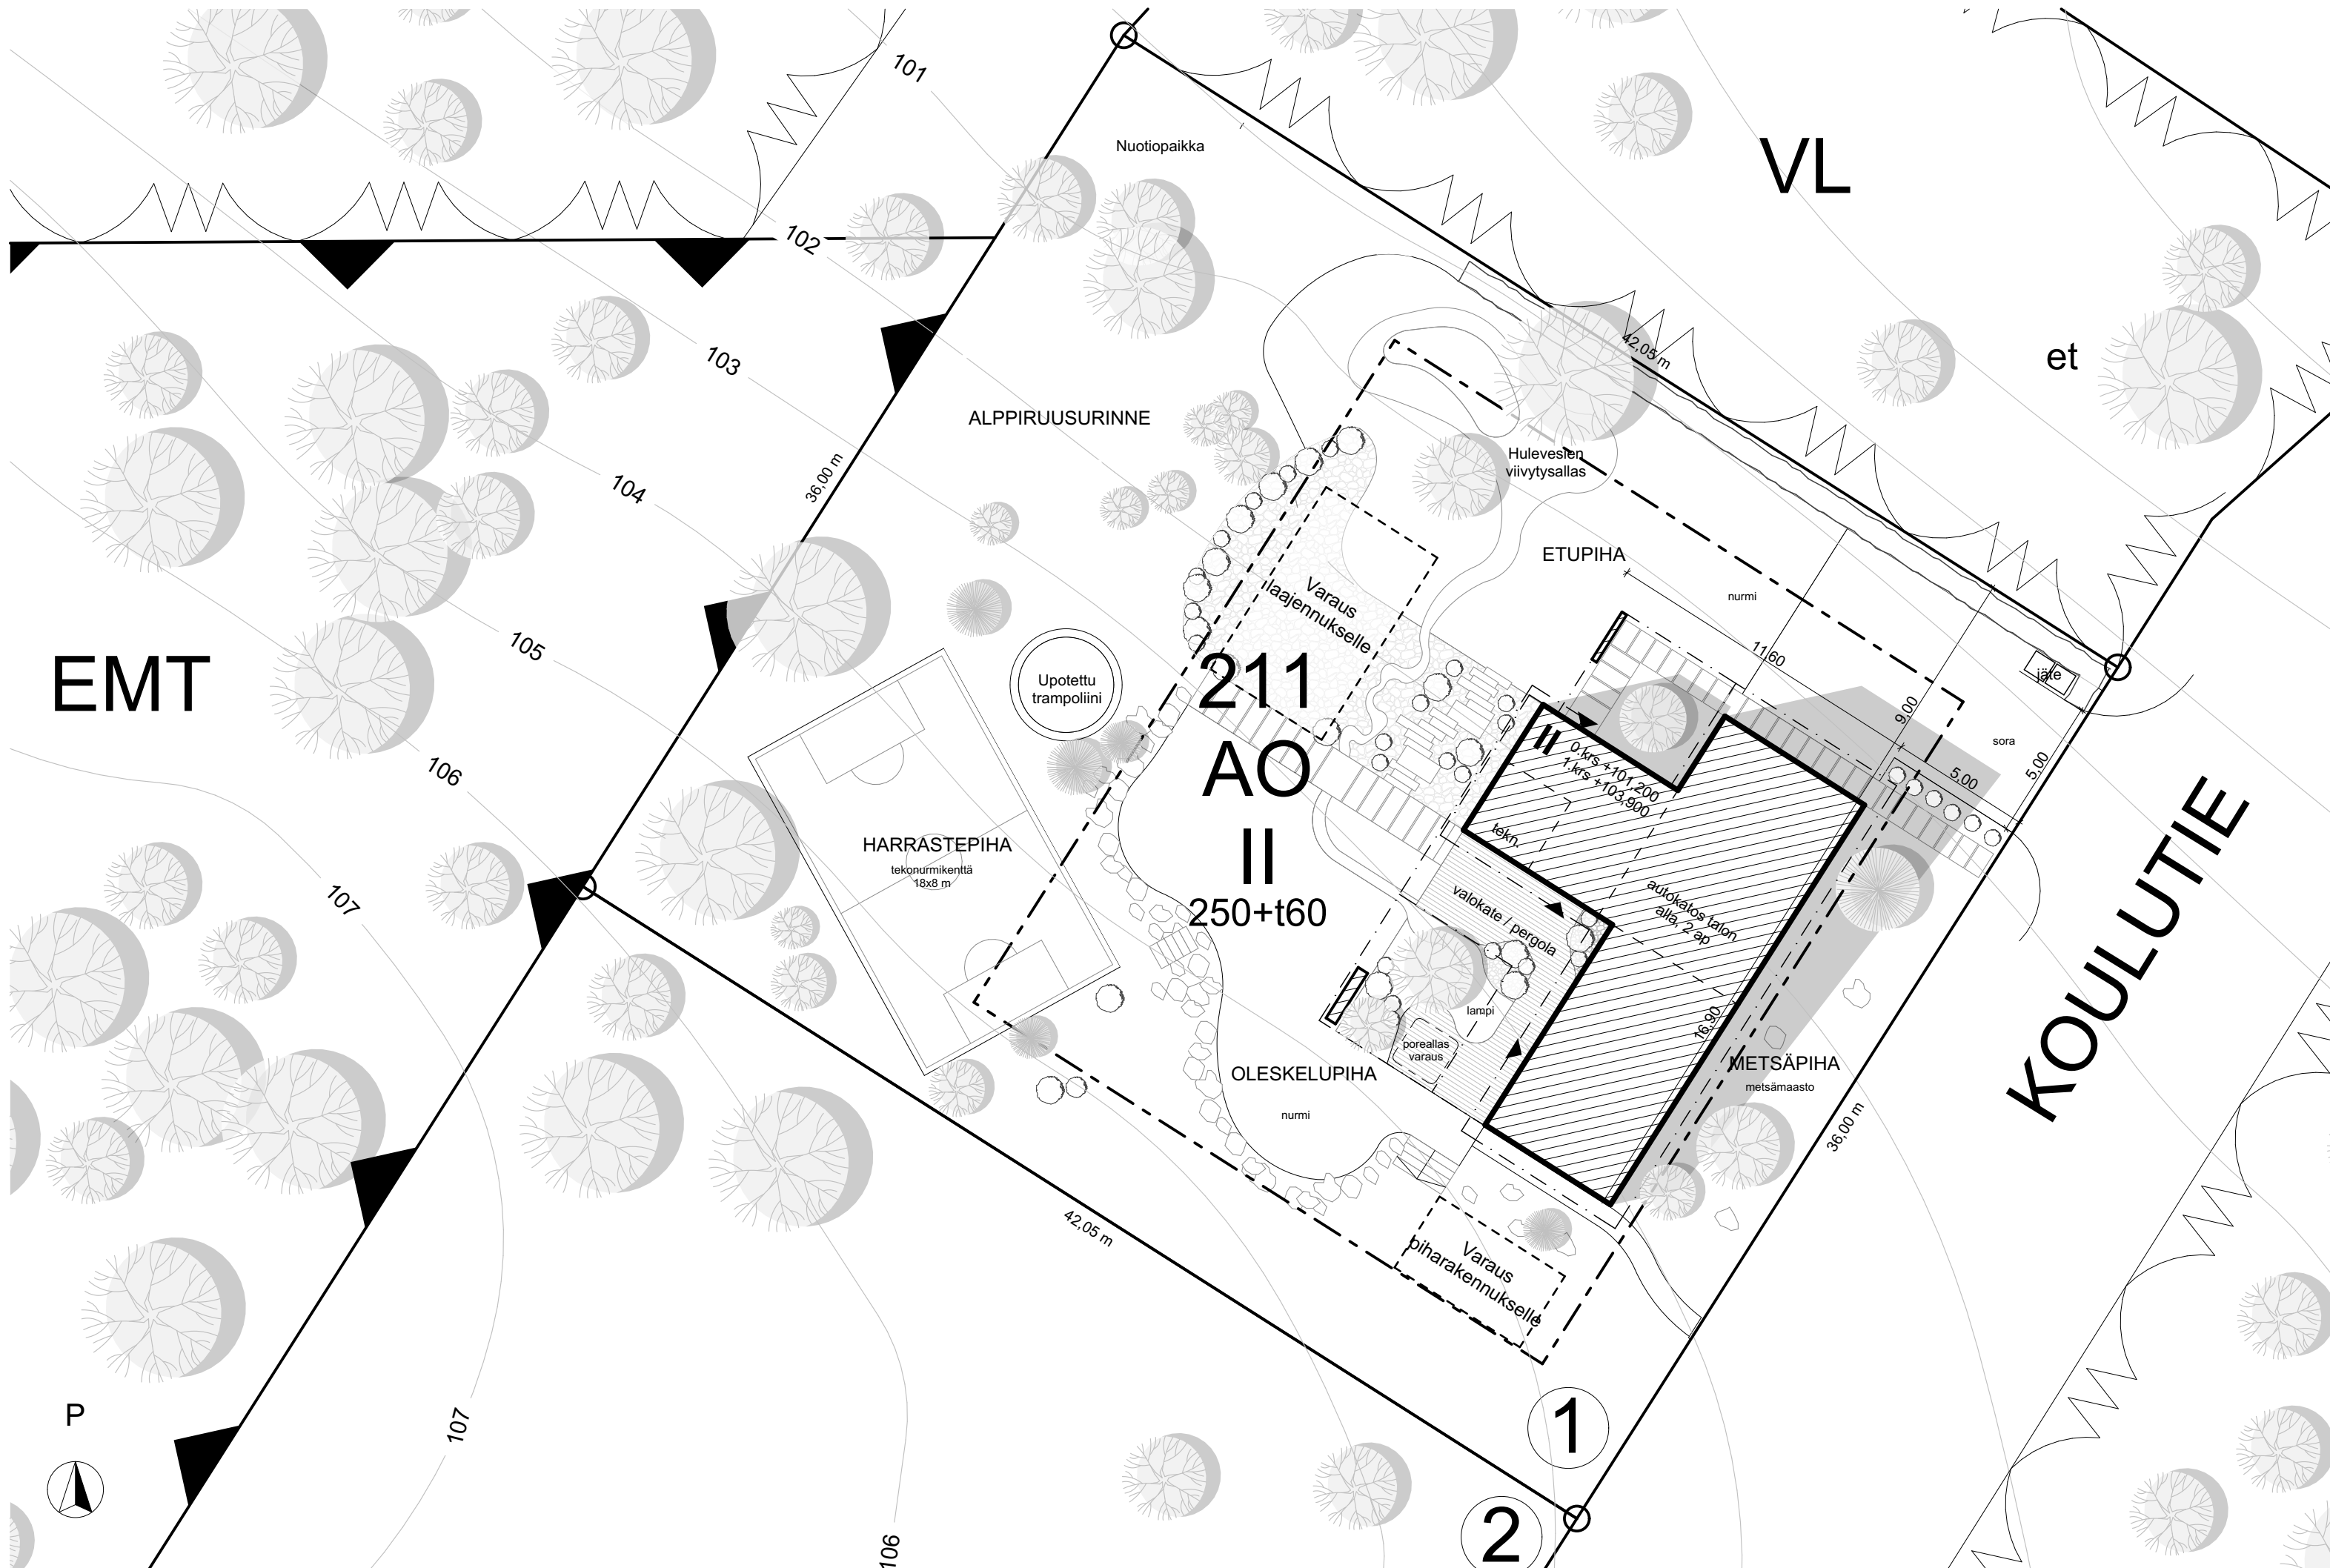 101
VL
Nuotiopaikka
102
et
42,05 m
103
ALPPIRUUSURINNE
Hulevesien
viivytysallas
36,00 m
104
ETUPIHA
nurmi
Varaus
laajennukselle
105
EMT
Upotettu
trampoliini
211
AO
II
250+t60
11,60
9,00
jäte
sora
5,00
5,00
II
0.krs +101,200
1.krs +103,900
tekn.
106
107
HARRASTEPIHA
tekonurmikenttä
18x8 m
valokate / pergola
autokatos talon
alla, 2 ap
KOULUTIE
lampi
poreallas
varaus
16,90
OLESKELUPIHA
nurmi
METSÄPIHA
metsämaasto
36,00 m
42,05 m
Varaus
piharakennukselle
P
107
106
1
2